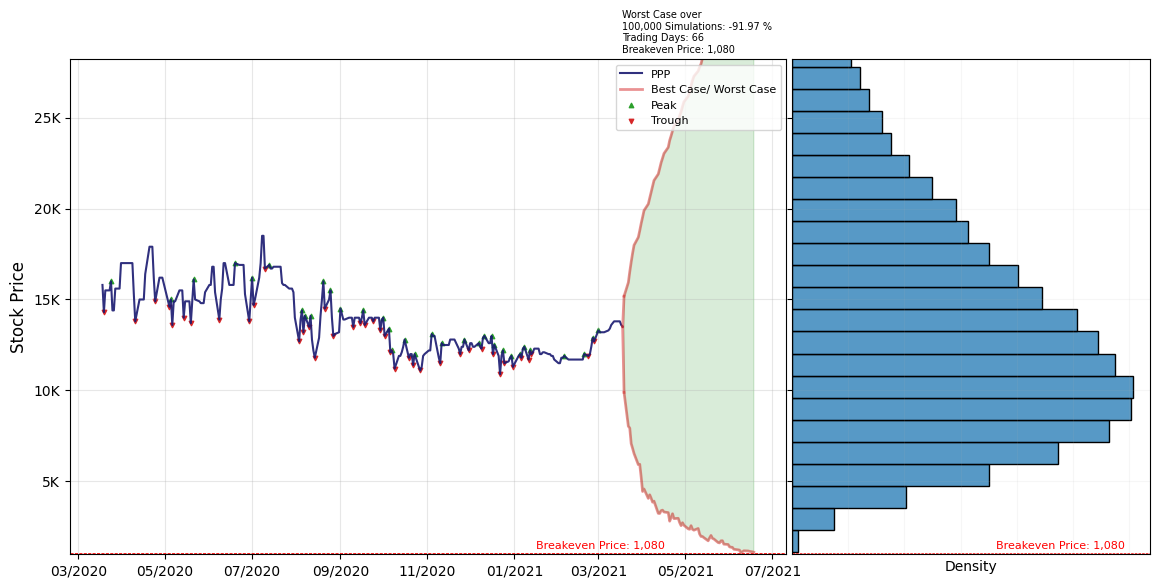 Worst Case over
100,000 Simulations: -91.97 %
Trading Days: 66
Breakeven Price: 1,080
PPP
Best Case/ Worst Case
Peak
Trough
Stock Price
25K
20K
15K
10K
5K
Breakeven Price: 1,080
Breakeven Price: 1,080
03/2020 05/2020 07/2020 09/2020 11/2020 01/2021 03/2021 05/2021 07/2021
Density